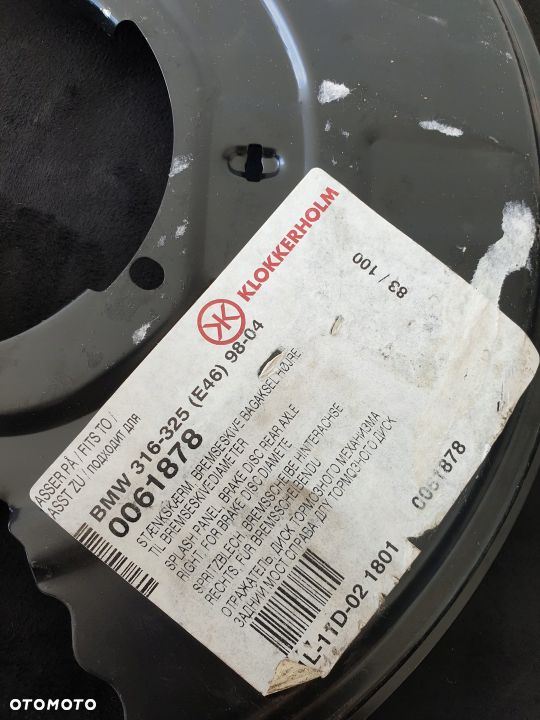 KLOKKERHOLM
83 / 100
ASSER PÅ / FITS TO /
ASST ZU / ПОДХОДИТ ДЛЯ
BMW 316-325 (E46) 98-04
0061878
STÆNKSKÆRM, BREMSESKIVE BAGAKSEL HØJRE
TIL BREMSESKIVEDIAMETER
SPLASH PANEL, BRAKE DISC REAR AXLE
RIGHT, FOR BRAKE DISC DIAMETE
SPRITZBLECH, BREMSSCHEIBE HINTERACHSE
RECHTS, FÜR BREMSSCHEIBENDU
ОТРАЖАТЕЛЬ, ДИСК ТОРМОЗНОГО МЕХАНИЗМА
ЗАДНИЙ МОСТ СПРАВА, ДЛЯ ТОРМОЗНОГО ДИСК
0061878
L-11D-02 1801
OTOMOTO